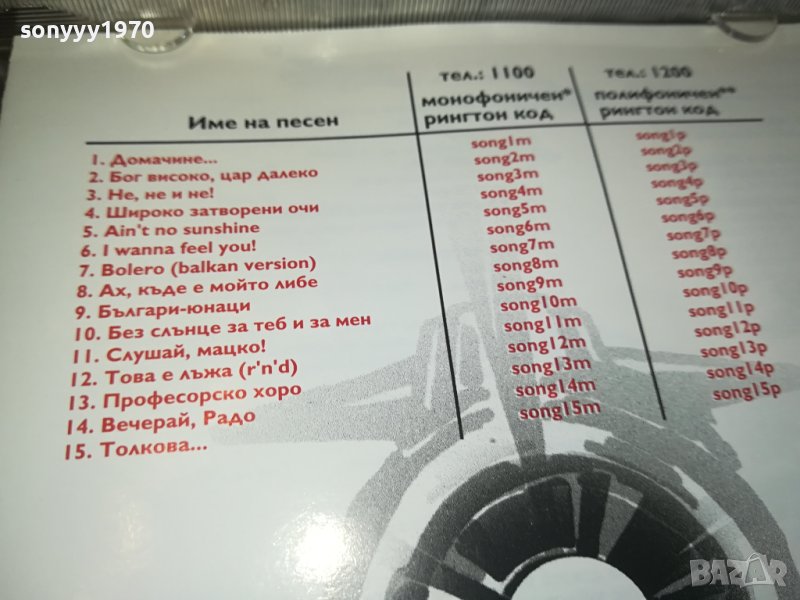 sonyyy1970
тел.: 1100 тел.: 1200
Име на песен монофоничен* рингтон код полифоничен** рингтон код
1. Домачине... song1m song1p
2. Бог високо, цар далеко song2m song2p
3. Не, не и не! song3m song3p
4. Широко затворени очи song4m song4p
5. Ain't no sunshine song5m song5p
6. I wanna feel you! song6m song6p
7. Bolero (balkan version) song7m song7p
8. Ах, къде е мойто либе song8m song8p
9. Българи-юнаци song9m song9p
10. Без слънце за теб и за мен song10m song10p
11. Слушай, мацко! song11m song11p
12. Това е лъжа (r'n'd) song12m song12p
13. Професорско хоро song13m song13p
14. Вечерай, Радо song14m song14p
15. Толкова... song15m song15p
BAZAR